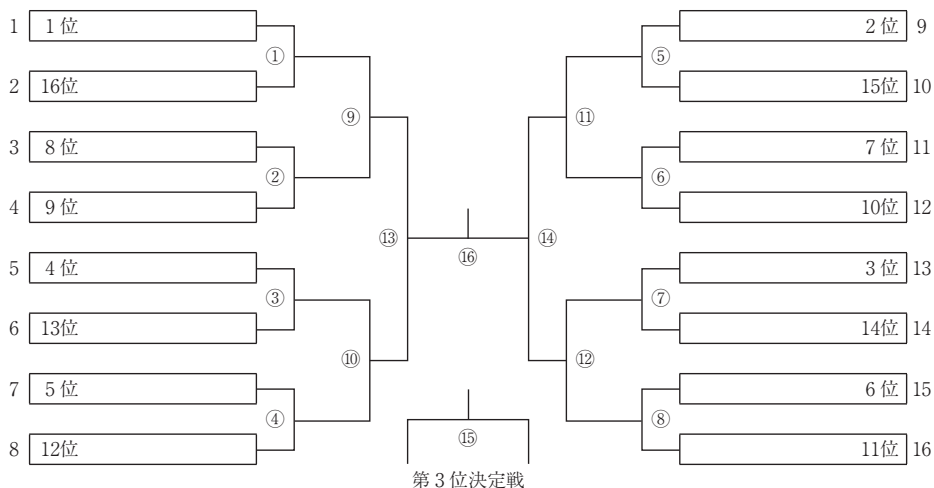 1 1位
①
2 16位
⑨
3 8位
②
4 9位
⑬
5 4位
③
6 13位
⑩
7 5位
④
8 12位
⑯
⑮
第3位決定戦
2位 9
⑤
15位 10
⑪
7位 11
⑥
10位 12
⑭
3位 13
⑦
14位 14
⑫
6位 15
⑧
11位 16